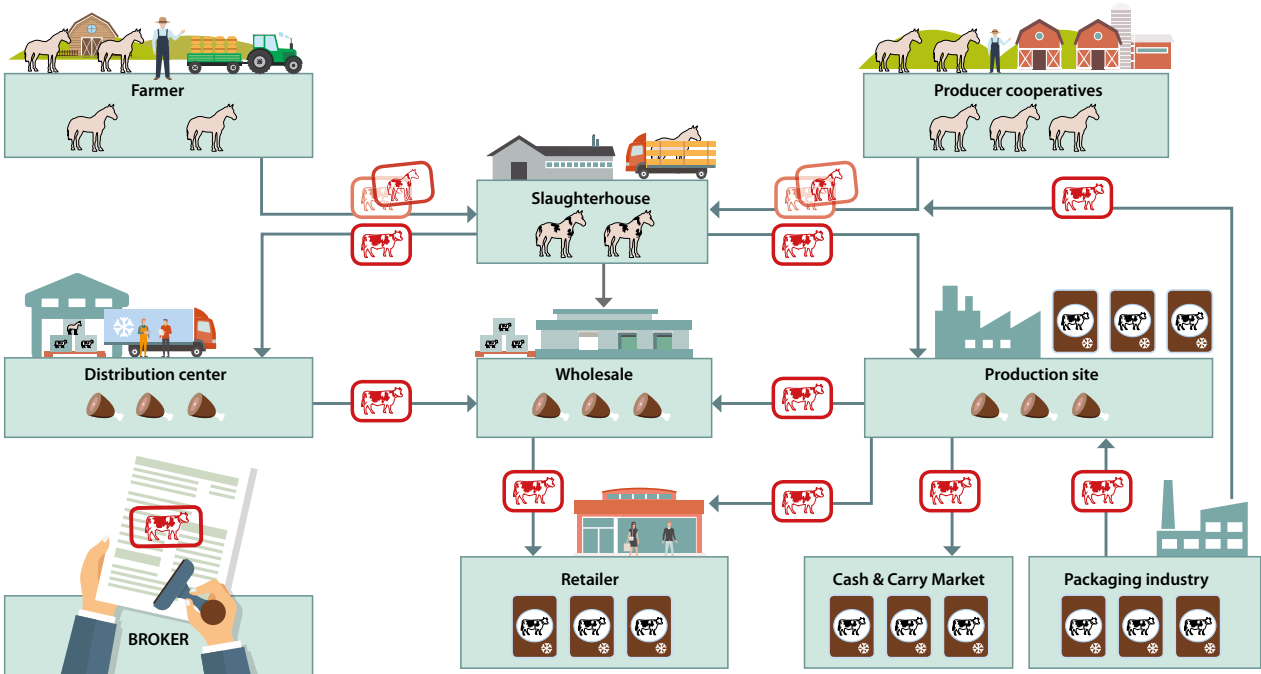 Farmer
Producer cooperatives
Slaughterhouse
Distribution center
Wholesale
Production site
BROKER
Retailer
Cash & Carry Market
Packaging industry